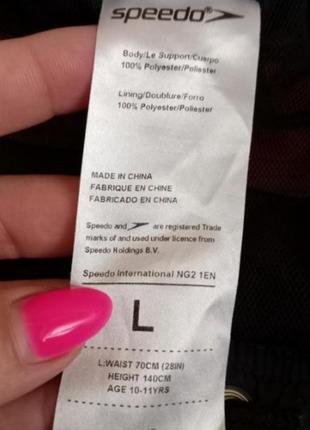 speedo®
Body/Le Support/Cuerpo
100% Polyester/Poliester
Lining/Doublure/Forro
100% Polyester/Poliester
MADE IN CHINA
FABRIQUE EN CHINE
FABRICADO EN CHINA
Speedo and are registered Trade
marks of and used under licence from
Speedo Holdings B.V.
Speedo International NG2 1EN
L
L:WAIST 70CM (28IN)
HEIGHT 140CM
AGE 10-11YRS